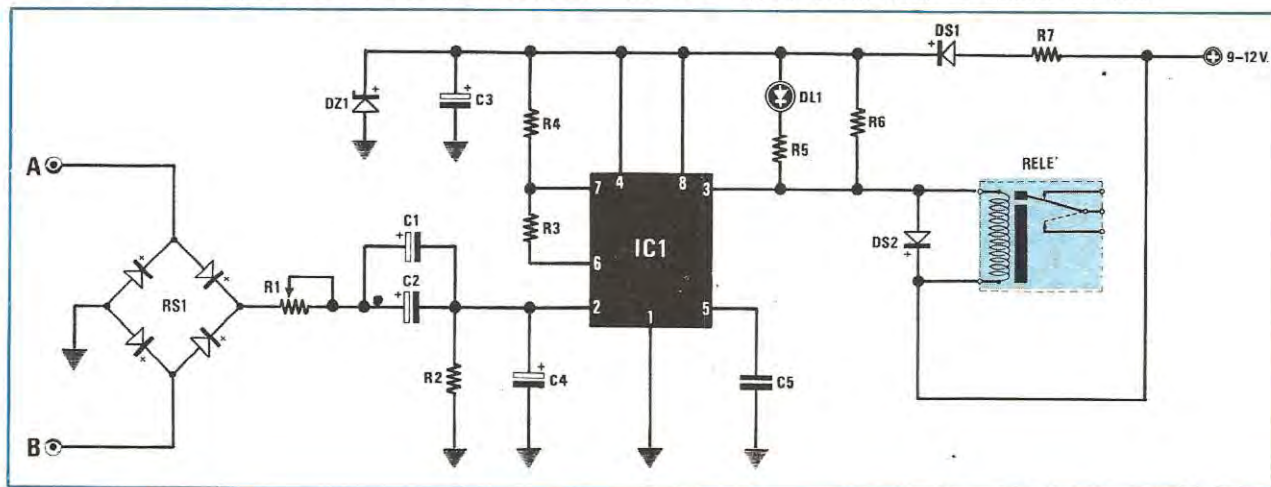 DS1
R7
9-12 V.
DZ1
C3
R4
DL1
R6
R5
RELE'
A
7
4
8
3
C1
R3
DS2
IC1
6
R1
C2
RS1
2
1
5
R2
C4
C5
B